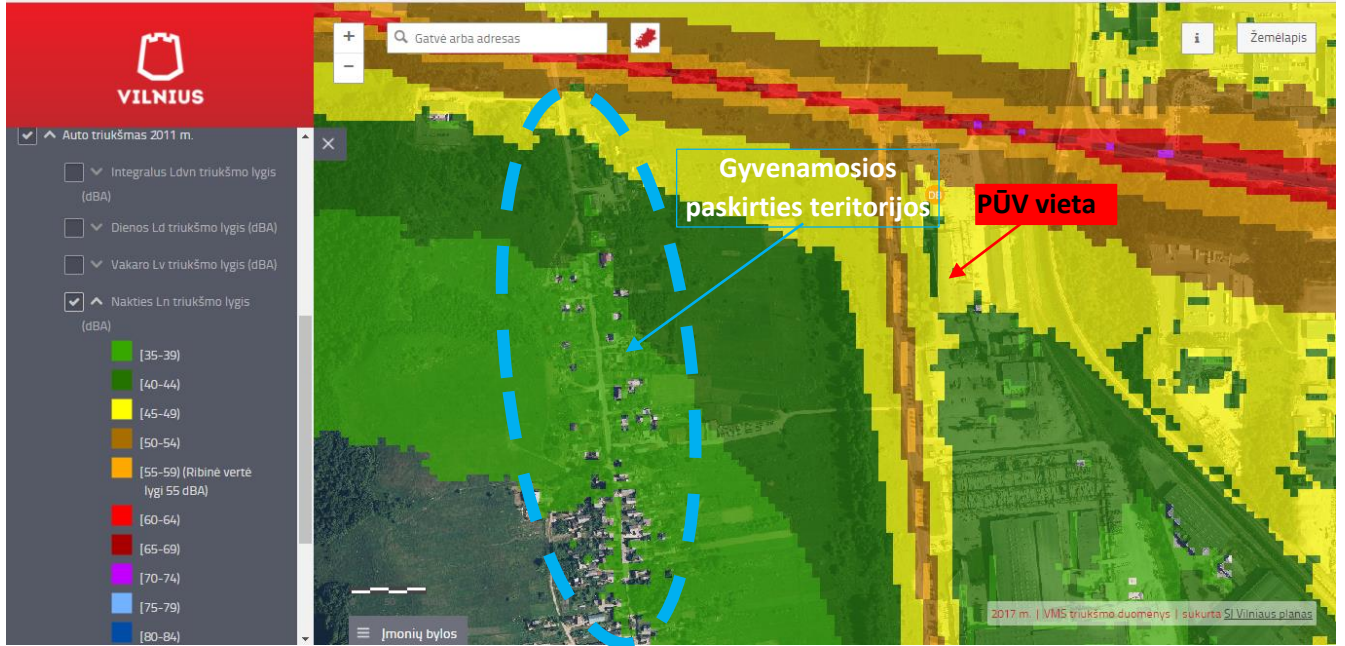 VILNIUS
Auto triukšmas 2011 m.
Integralus Ldvn triukšmo lygis
(dBA)
Dienos Ld triukšmo lygis (dBA)
Vakaro Lv triukšmo lygis (dBA)
Nakties Ln triukšmo lygis
(dBA)
[35-39)
[40-44)
[45-49)
[50-54)
[55-59) (Ribinė vertė
lygi 55 dBA)
[60-64)
[65-69)
[70-74)
[75-79)
[80-84)
+
−
Gatvė arba adresas
i
Žemėlapis
Gyvenamosios
paskirties teritorijos
PŪV vieta
Įmonių bylos
2017 m. | VMS triukšmo duomenys | sukurta SĮ Vilniaus planas